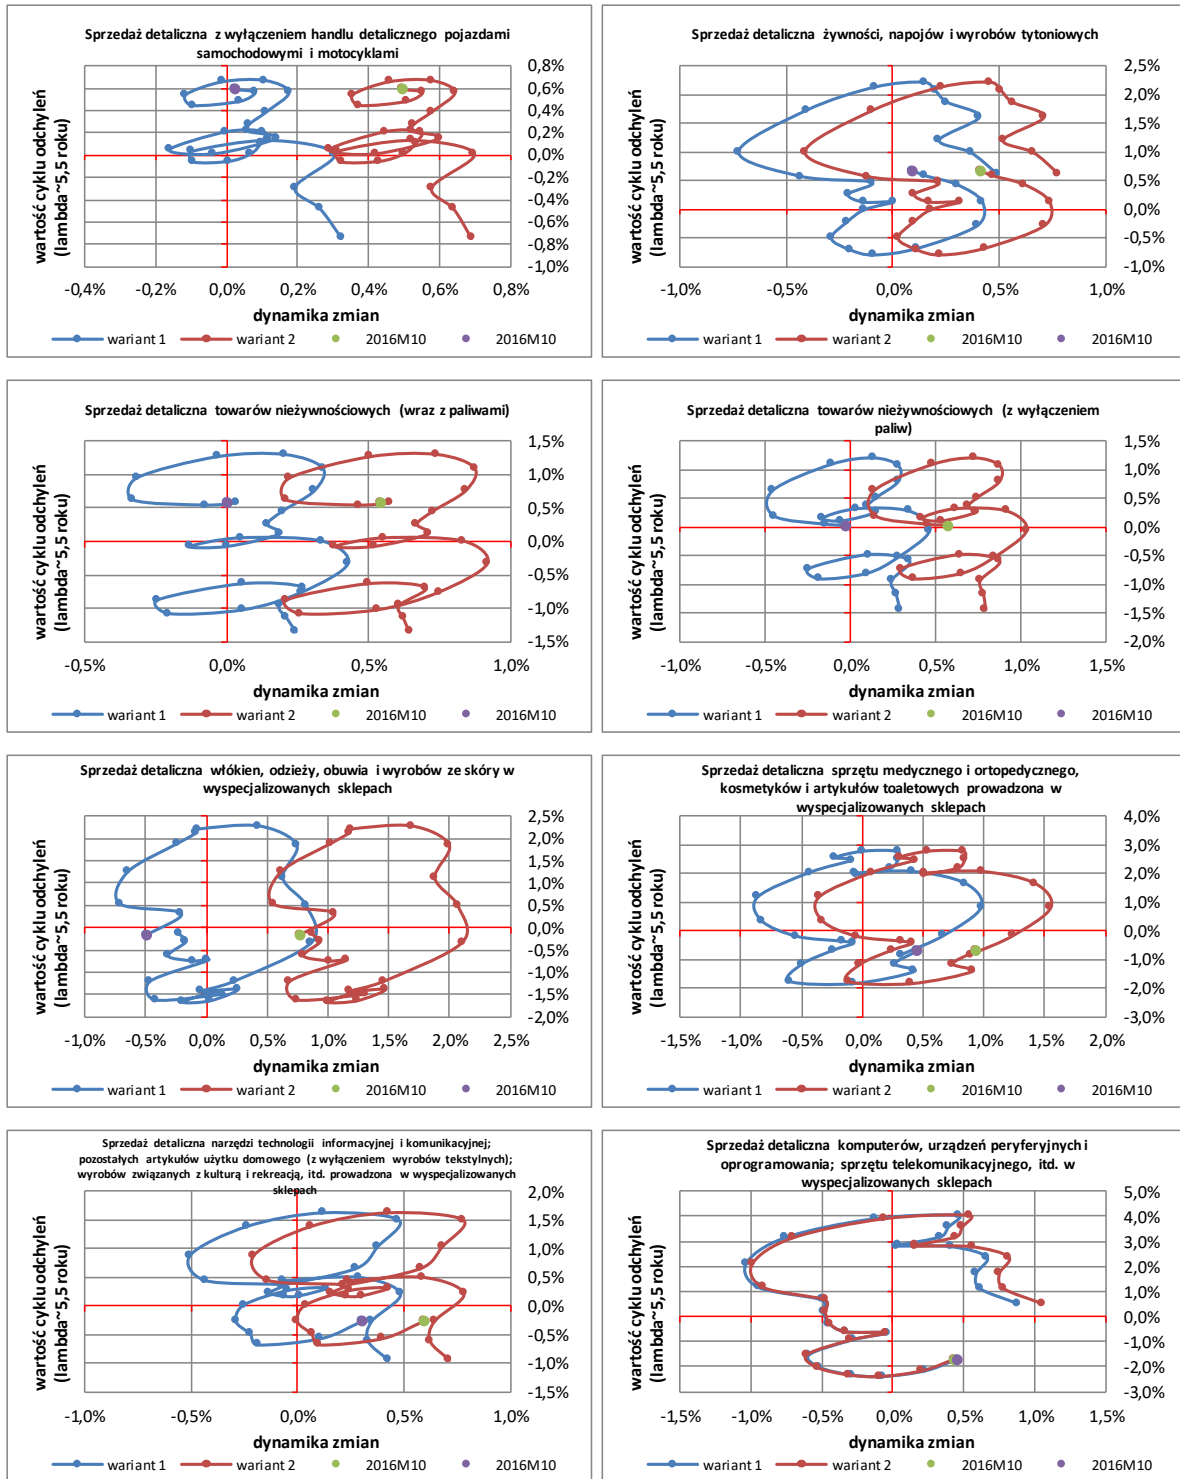 Sprzedaż detaliczna z wyłączeniem handlu detalicznego pojazdami
samochodowymi i motocyklami
wartość cyklu odchyleń
(lambda~5,5 roku)
0,8%
0,6%
0,4%
0,2%
0,0%
-0,2%
-0,4%
-0,6%
-0,8%
-1,0%
-0,4% -0,2% 0,0% 0,2% 0,4% 0,6% 0,8%
dynamika zmian
wariant 1 wariant 2 2016M10 2016M10
Sprzedaż detaliczna żywności, napojów i wyrobów tytoniowych
wartość cyklu odchyleń
(lambda~5,5 roku)
2,5%
2,0%
1,5%
1,0%
0,5%
0,0%
-0,5%
-1,0%
-1,0% -0,5% 0,0% 0,5% 1,0%
dynamika zmian
wariant 1 wariant 2 2016M10 2016M10
Sprzedaż detaliczna towarów nieżywnościowych (wraz z paliwami)
wartość cyklu odchyleń
(lambda~5,5 roku)
1,5%
1,0%
0,5%
0,0%
-0,5%
-1,0%
-1,5%
-0,5% 0,0% 0,5% 1,0%
dynamika zmian
wariant 1 wariant 2 2016M10 2016M10
Sprzedaż detaliczna towarów nieżywnościowych (z wyłączeniem
paliw)
wartość cyklu odchyleń
(lambda~5,5 roku)
1,5%
1,0%
0,5%
0,0%
-0,5%
-1,0%
-1,5%
-2,0%
-1,0% -0,5% 0,0% 0,5% 1,0% 1,5%
dynamika zmian
wariant 1 wariant 2 2016M10 2016M10
Sprzedaż detaliczna włókien, odzieży, obuwia i wyrobów ze skóry w
wyspecjalizowanych sklepach
wartość cyklu odchyleń
(lambda~5,5 roku)
2,5%
2,0%
1,5%
1,0%
0,5%
0,0%
-0,5%
-1,0%
-1,5%
-2,0%
-1,0% -0,5% 0,0% 0,5% 1,0% 1,5% 2,0% 2,5%
dynamika zmian
wariant 1 wariant 2 2016M10 2016M10
Sprzedaż detaliczna sprzętu medycznego i ortopedycznego,
kosmetyków i artykułów toaletowych prowadzona w
wyspecjalizowanych sklepach
wartość cyklu odchyleń
(lambda~5,5 roku)
4,0%
3,0%
2,0%
1,0%
0,0%
-1,0%
-2,0%
-3,0%
-1,5% -1,0% -0,5% 0,0% 0,5% 1,0% 1,5% 2,0%
dynamika zmian
wariant 1 wariant 2 2016M10 2016M10
Sprzedaż detaliczna narzędzi technologii informacyjnej i komunikacyjnej;
pozostałych artykułów użytku domowego (z wyłączeniem wyrobów tekstylnych);
wyrobów związanych z kulturą i rekreacją, itd. prowadzona w wyspecjalizowanych
sklepach
wartość cyklu odchyleń
(lambda~5,5 roku)
2,0%
1,5%
1,0%
0,5%
0,0%
-0,5%
-1,0%
-1,5%
-1,0% -0,5% 0,0% 0,5% 1,0%
dynamika zmian
wariant 1 wariant 2 2016M10 2016M10
Sprzedaż detaliczna komputerów, urządzeń peryferyjnych i
oprogramowania; sprzętu telekomunikacyjnego, itd. w
wyspecjalizowanych sklepach
wartość cyklu odchyleń
(lambda~5,5 roku)
5,0%
4,0%
3,0%
2,0%
1,0%
0,0%
-1,0%
-2,0%
-3,0%
-1,5% -1,0% -0,5% 0,0% 0,5% 1,0% 1,5%
dynamika zmian
wariant 1 wariant 2 2016M10 2016M10